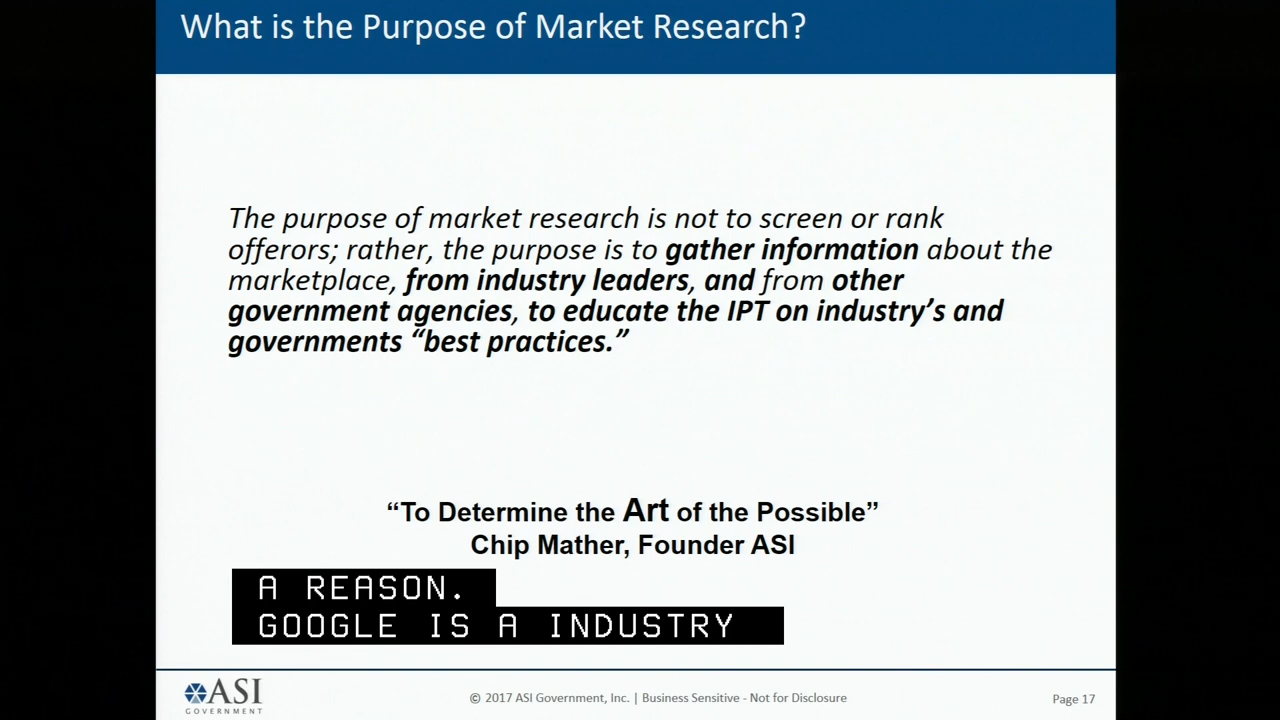 What is the Purpose of Market Research?
The purpose of market research is not to screen or rank
offerors; rather, the purpose is to gather information about the
marketplace, from industry leaders, and from other
government agencies, to educate the IPT on industry’s and
governments “best practices.”
“To Determine the Art of the Possible”
Chip Mather, Founder ASI
A REASON.
GOOGLE IS A INDUSTRY
ASI
GOVERNMENT
© 2017 ASI Government, Inc. | Business Sensitive - Not for Disclosure
Page 17